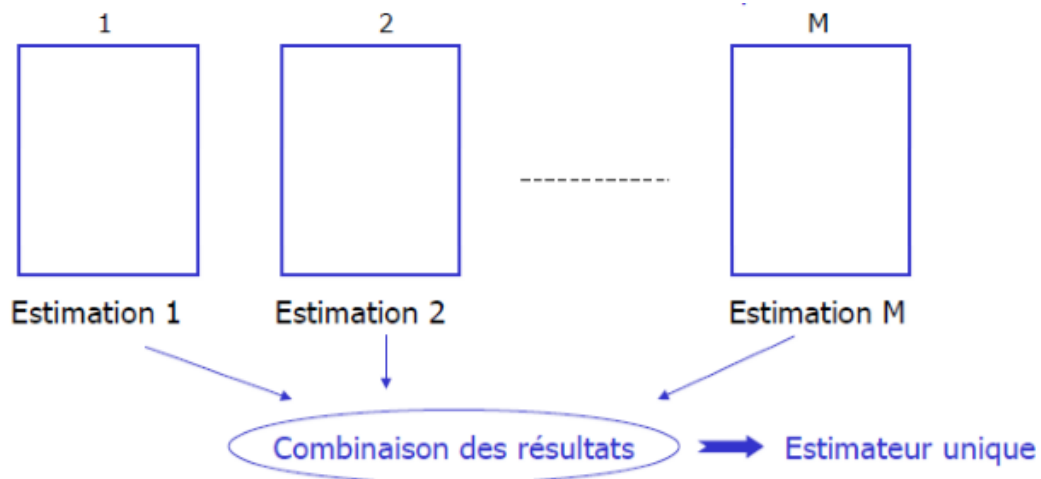 1 2 M
Estimation 1 Estimation 2 Estimation M
Combinaison des résultats Estimateur unique